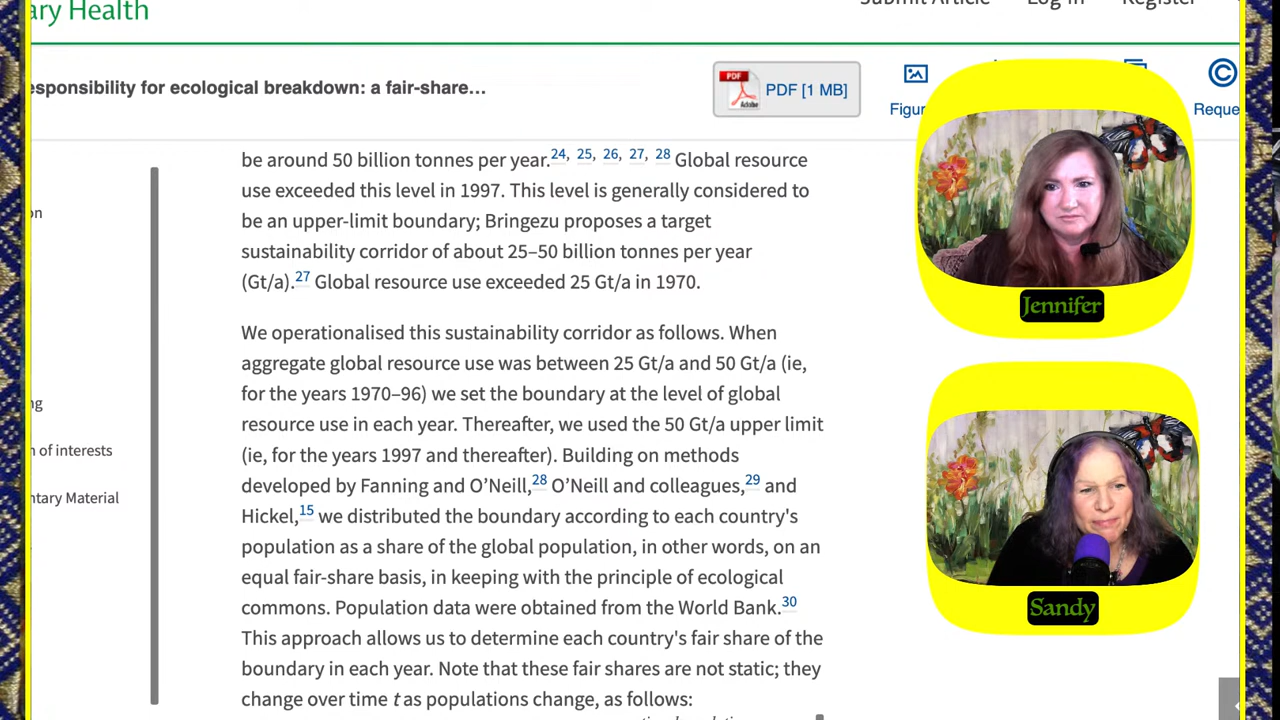 ary Health
Submit Article Log in Register
esponsibility for ecological breakdown: a fair-share…
PDF PDF [1 MB]
Adobe
Figur
Reque
on
ng
n of interests
ntary Material
be around 50 billion tonnes per year.24, 25, 26, 27, 28 Global resource
use exceeded this level in 1997. This level is generally considered to
be an upper-limit boundary; Bringezu proposes a target
sustainability corridor of about 25–50 billion tonnes per year
(Gt/a).27 Global resource use exceeded 25 Gt/a in 1970.
We operationalised this sustainability corridor as follows. When
aggregate global resource use was between 25 Gt/a and 50 Gt/a (ie,
for the years 1970–96) we set the boundary at the level of global
resource use in each year. Thereafter, we used the 50 Gt/a upper limit
(ie, for the years 1997 and thereafter). Building on methods
developed by Fanning and O’Neill,28 O’Neill and colleagues,29 and
Hickel,15 we distributed the boundary according to each country's
population as a share of the global population, in other words, on an
equal fair-share basis, in keeping with the principle of ecological
commons. Population data were obtained from the World Bank.30
This approach allows us to determine each country's fair share of the
boundary in each year. Note that these fair shares are not static; they
change over time t as populations change, as follows:
Jennifer
Sandy